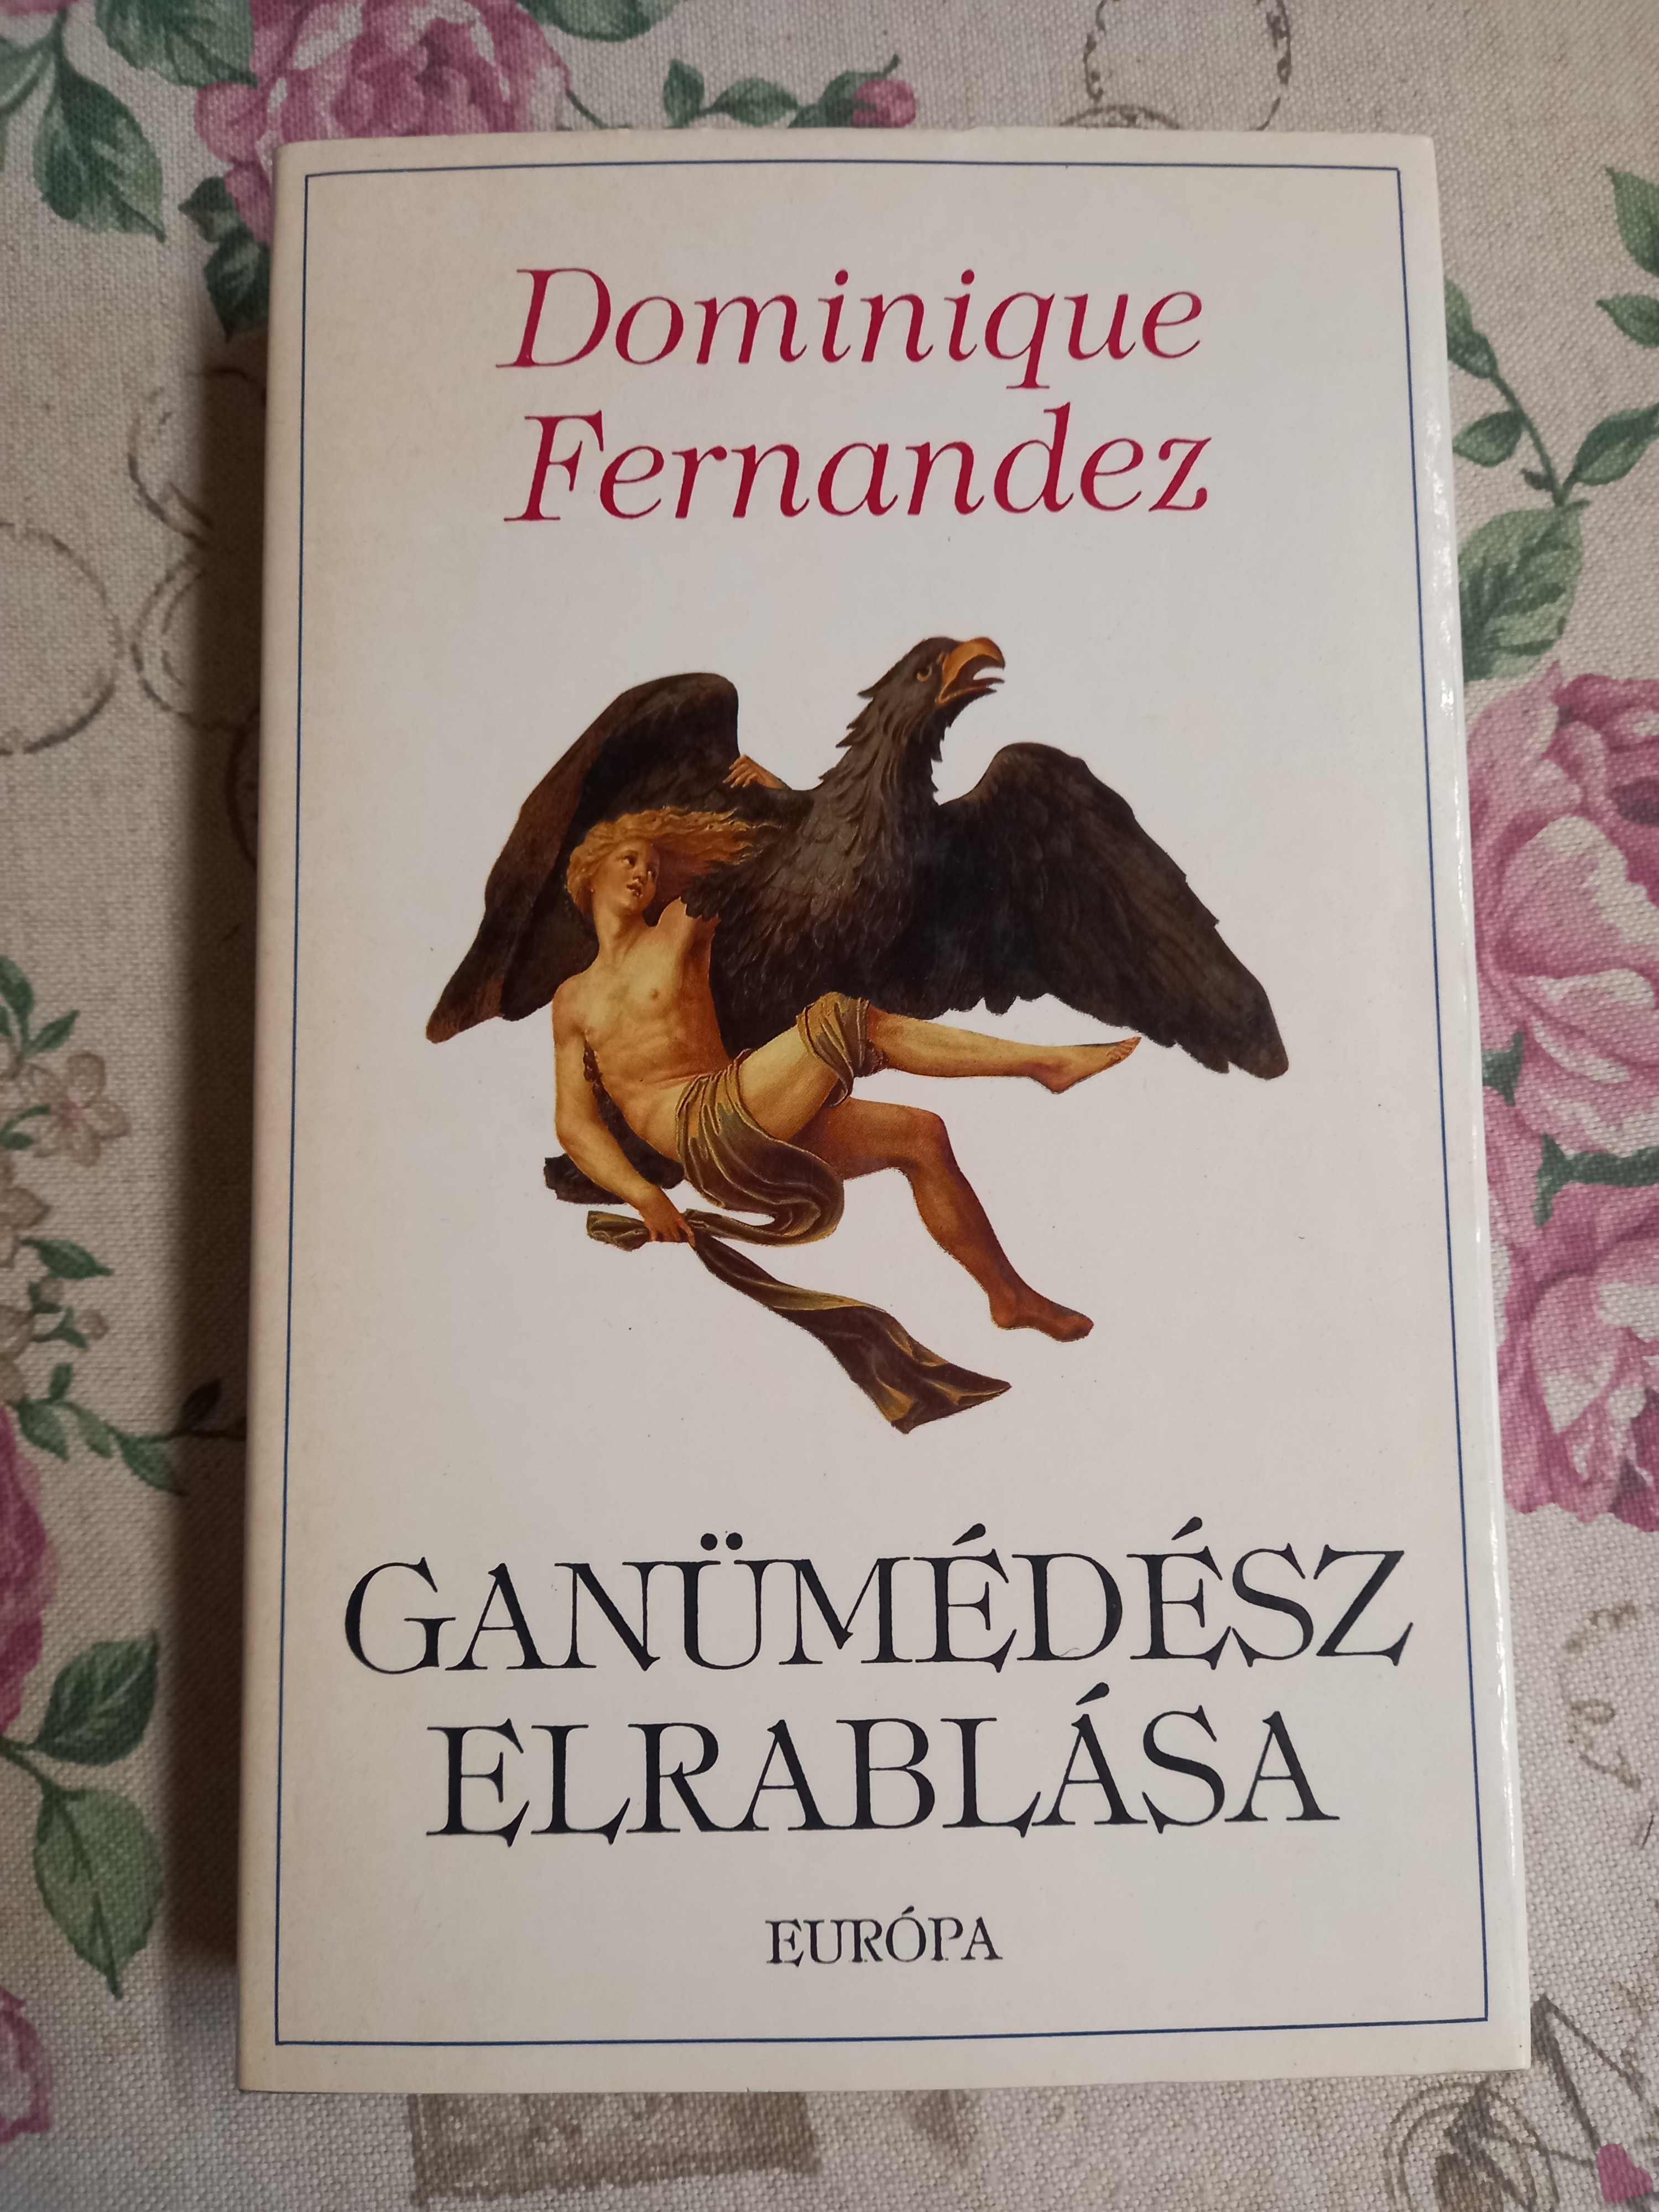 Dominique
Fernandez
GANÜMÉDÉSZ
ELRABLÁSA
EURÓPA